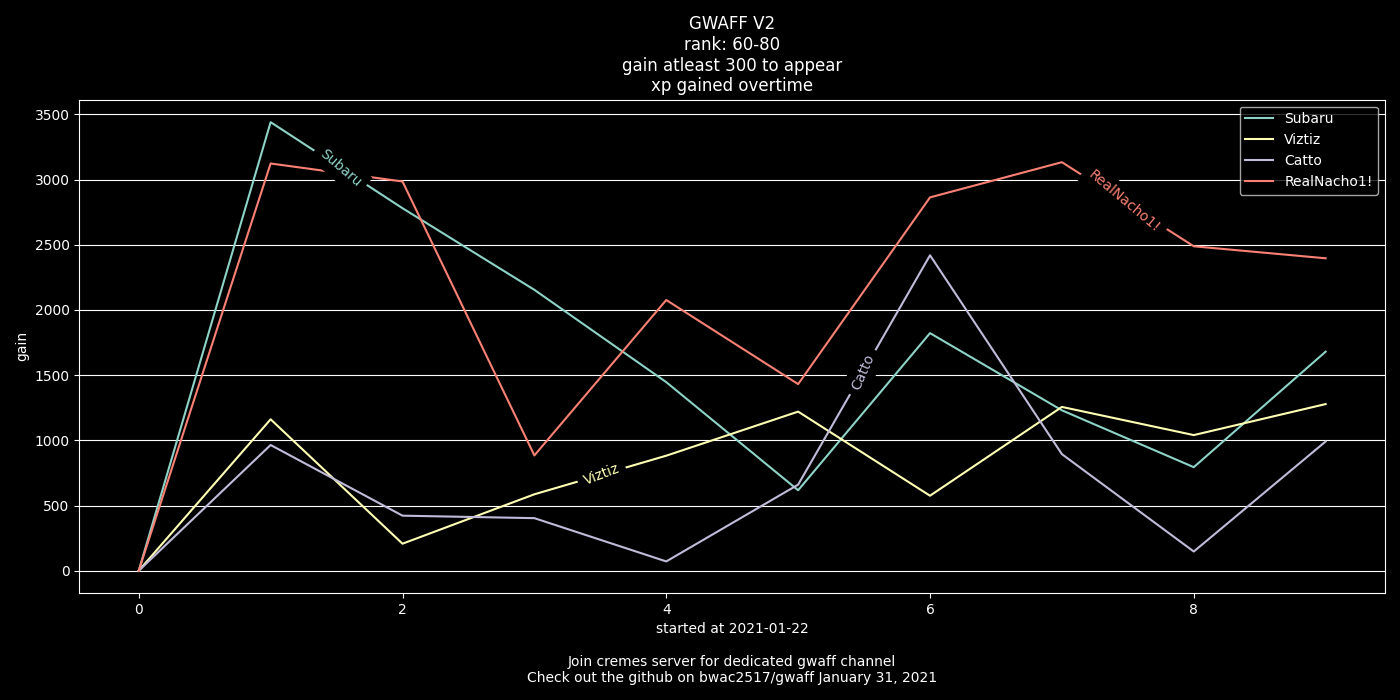 GWAFF V2
rank: 60-80
gain atleast 300 to appear
xp gained overtime
3500
3000
2500
2000
1500
1000
500
0
gain
Subaru
Viztiz
Catto
RealNacho1!
Subaru
Viztiz
Catto
RealNacho1!
0 2 4 6 8
started at 2021-01-22
Join cremes server for dedicated gwaff channel
Check out the github on bwac2517/gwaff January 31, 2021